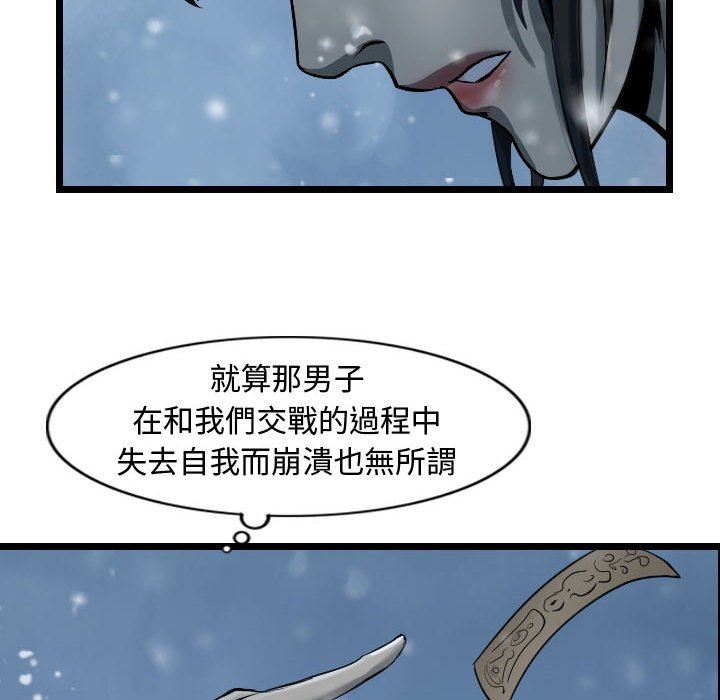 就算那男子
在和我們交戰的過程中
失去自我而崩潰也無所謂